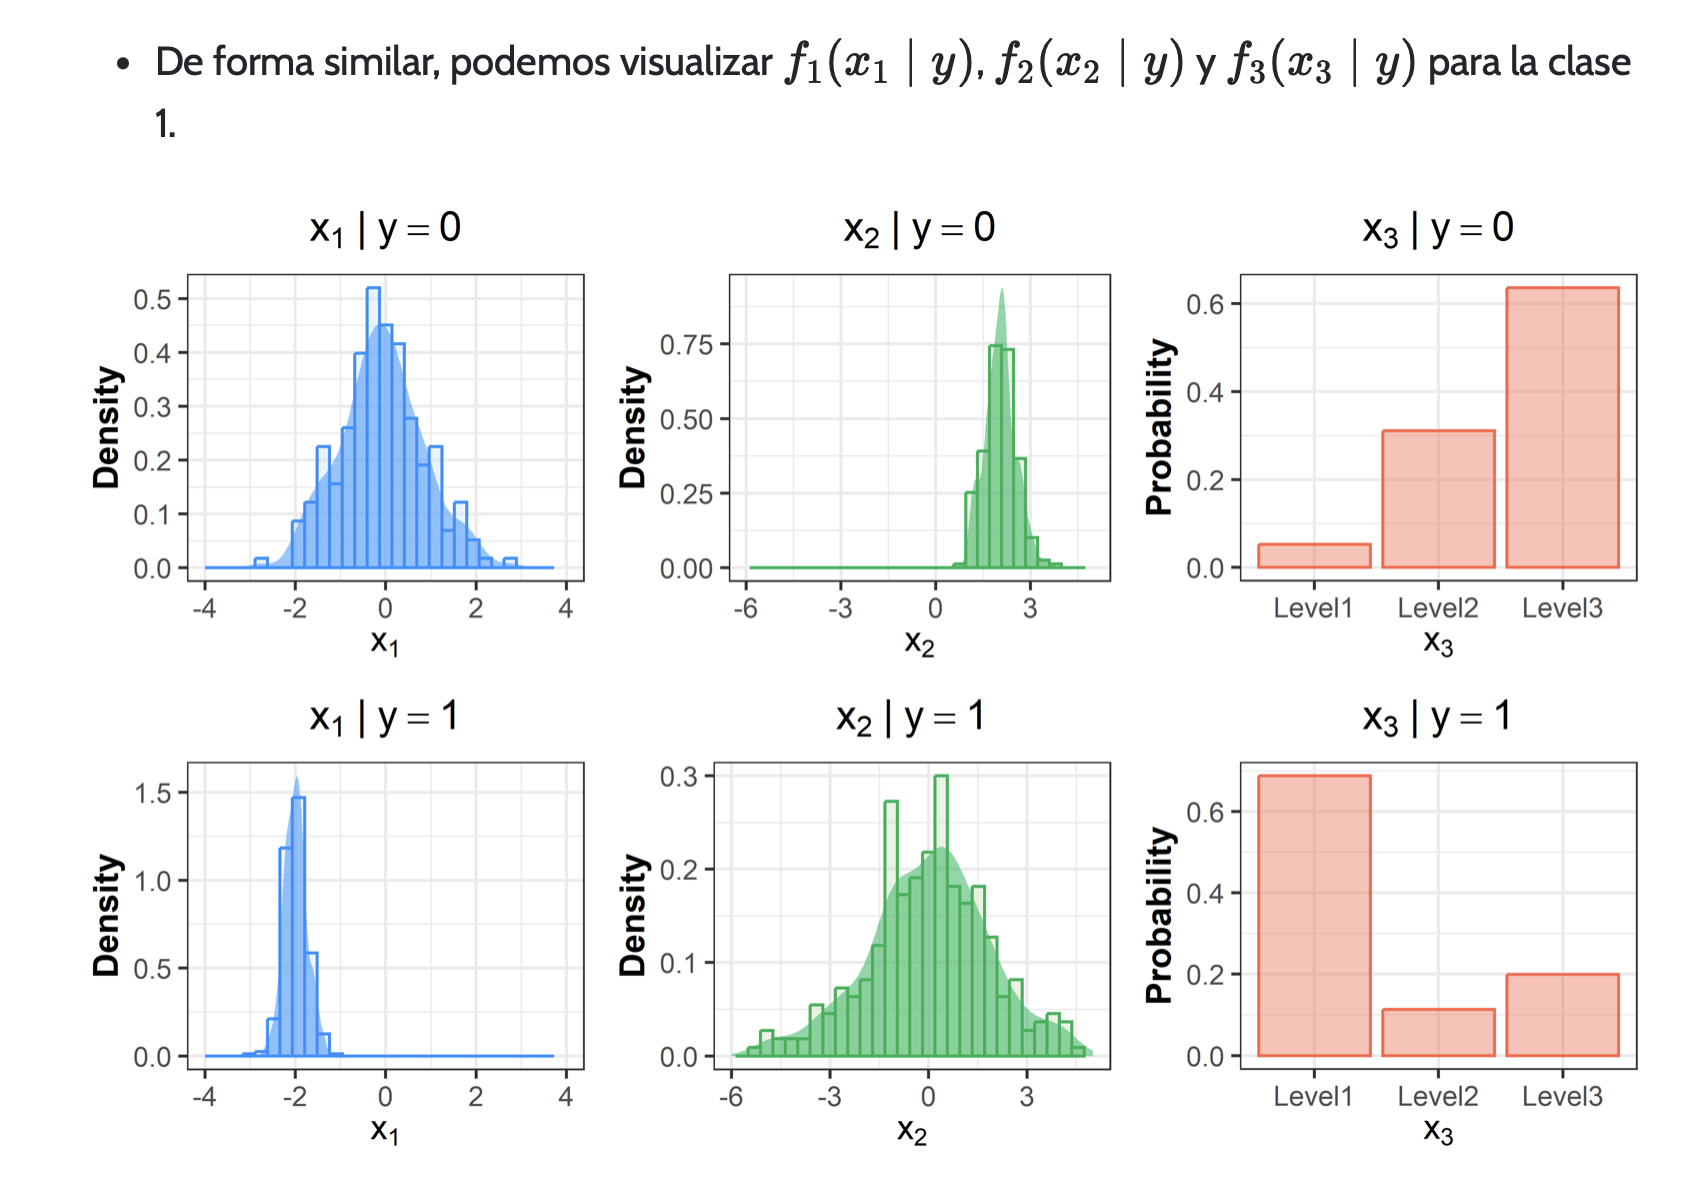 • De forma similar, podemos visualizar f₁(x₁ | y), f₂(x₂ | y) y f₃(x₃ | y) para la clase
1.
x₁ | y = 0
x₂ | y = 0
x₃ | y = 0
Density
0.5
0.4
0.3
0.2
0.1
0.0
-4 -2 0 2 4
x₁
Density
0.75
0.50
0.25
0.00
-6 -3 0 3
x₂
Probability
0.6
0.4
0.2
0.0
Level1 Level2 Level3
x₃
x₁ | y = 1
x₂ | y = 1
x₃ | y = 1
Density
1.5
1.0
0.5
0.0
-4 -2 0 2 4
x₁
Density
0.3
0.2
0.1
0.0
-6 -3 0 3
x₂
Probability
0.6
0.4
0.2
0.0
Level1 Level2 Level3
x₃